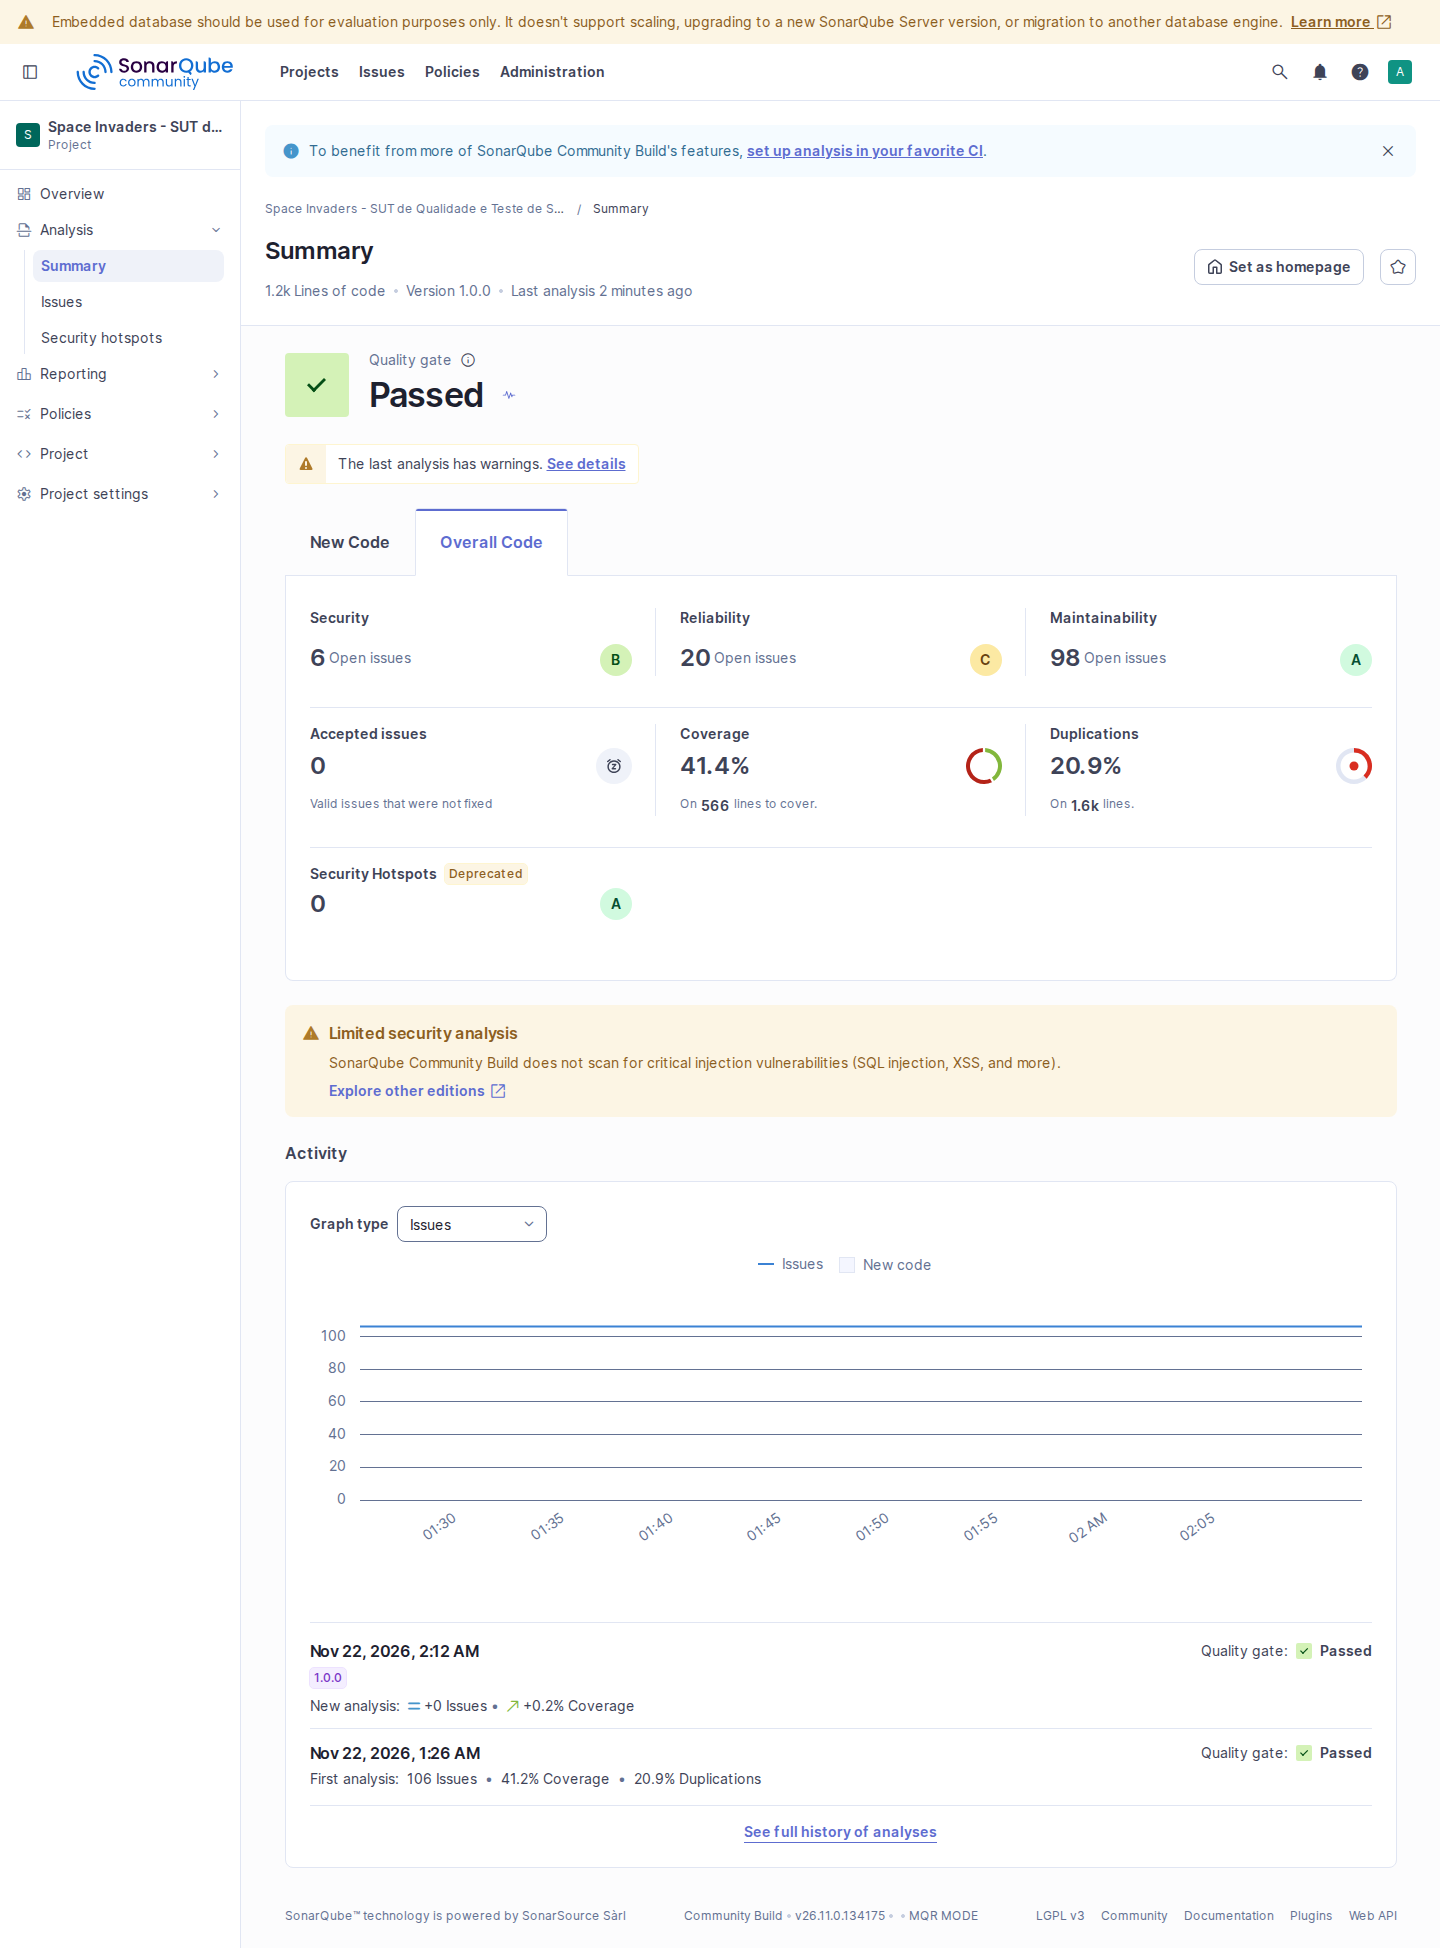 Embedded database should be used for evaluation purposes only. It doesn't support scaling, upgrading to a new SonarQube Server version, or migration to another database engine. Learn more
SonarQube community
Projects Issues Policies Administration
A
S
Space Invaders - SUT d...
Project
Overview
Analysis
Summary
Issues
Security hotspots
Reporting
Policies
Project
Project settings
To benefit from more of SonarQube Community Build's features, set up analysis in your favorite CI.
Space Invaders - SUT de Qualidade e Teste de S... / Summary
Summary
Set as homepage
1.2k Lines of code • Version 1.0.0 • Last analysis 2 minutes ago
Quality gate
Passed
The last analysis has warnings. See details
New Code Overall Code
Security Reliability Maintainability
6 Open issues B 20 Open issues C 98 Open issues A
Accepted issues Coverage Duplications
0 41.4% 20.9%
Valid issues that were not fixed On 566 lines to cover. On 1.6k lines.
Security Hotspots Deprecated
0 A
Limited security analysis
SonarQube Community Build does not scan for critical injection vulnerabilities (SQL injection, XSS, and more).
Explore other editions
Activity
Graph type Issues
Issues New code
100
80
60
40
20
0
01:30 01:35 01:40 01:45 01:50 01:55 02 AM 02:05
Nov 22, 2026, 2:12 AM Quality gate: Passed
1.0.0
New analysis: +0 Issues • +0.2% Coverage
Nov 22, 2026, 1:26 AM Quality gate: Passed
First analysis: 106 Issues • 41.2% Coverage • 20.9% Duplications
See full history of analyses
SonarQube™ technology is powered by SonarSource Sàrl Community Build • v26.11.0.134175 • • MQR MODE LGPL v3 Community Documentation Plugins Web API